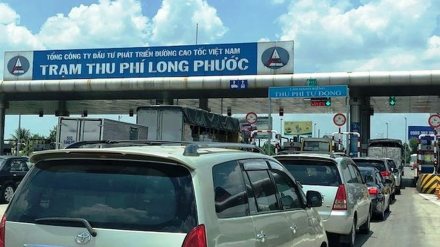 TỔNG CÔNG TY ĐẦU TƯ PHÁT TRIỂN ĐƯỜNG CAO TỐC VIỆT NAM
TRẠM THU PHÍ LONG PHƯỚC
THU PHÍ TỰ ĐỘNG